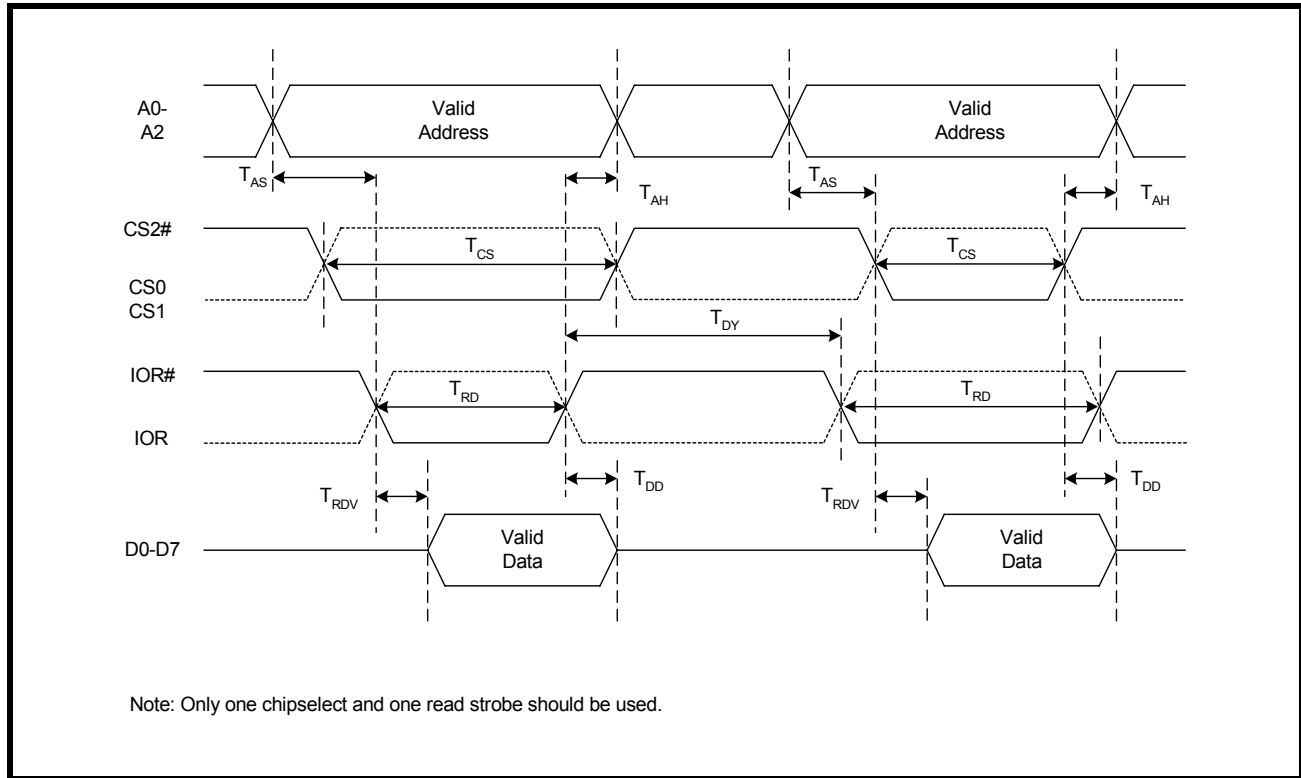 A0-
A2
Valid
Address
Valid
Address
TAS
TAH
TAS
TAH
CS2#
TCS
TCS
CS0
CS1
TDY
IOR#
TRD
TRD
IOR
TRDV
TDD
TRDV
TDD
D0-D7
Valid
Data
Valid
Data
Note: Only one chipselect and one read strobe should be used.